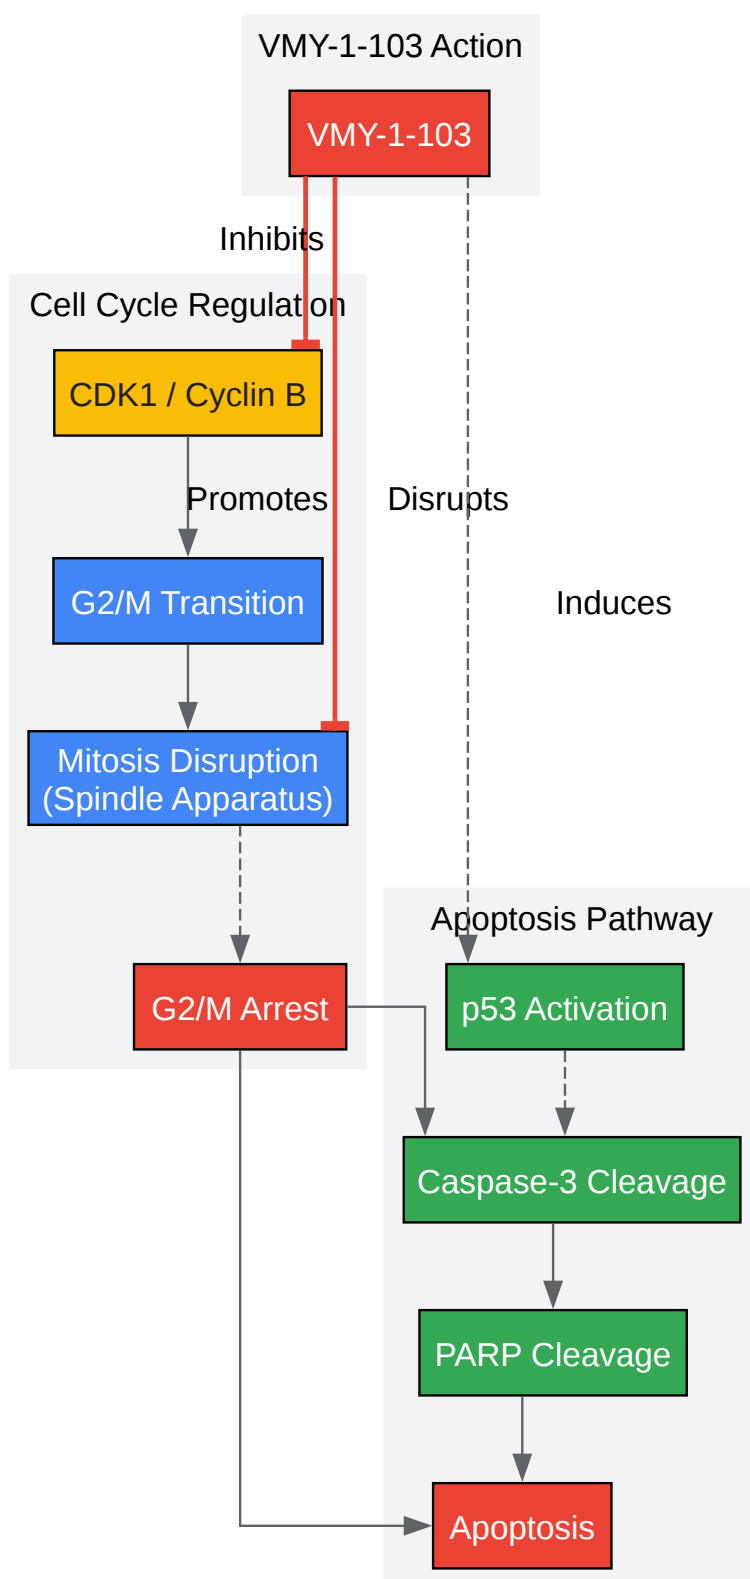 VMY-1-103 Action
VMY-1-103
Inhibits
Cell Cycle Regulation
CDK1 / Cyclin B
Promotes
Disrupts
G2/M Transition
Induces
Mitosis Disruption
(Spindle Apparatus)
Apoptosis Pathway
G2/M Arrest
p53 Activation
Caspase-3 Cleavage
PARP Cleavage
Apoptosis